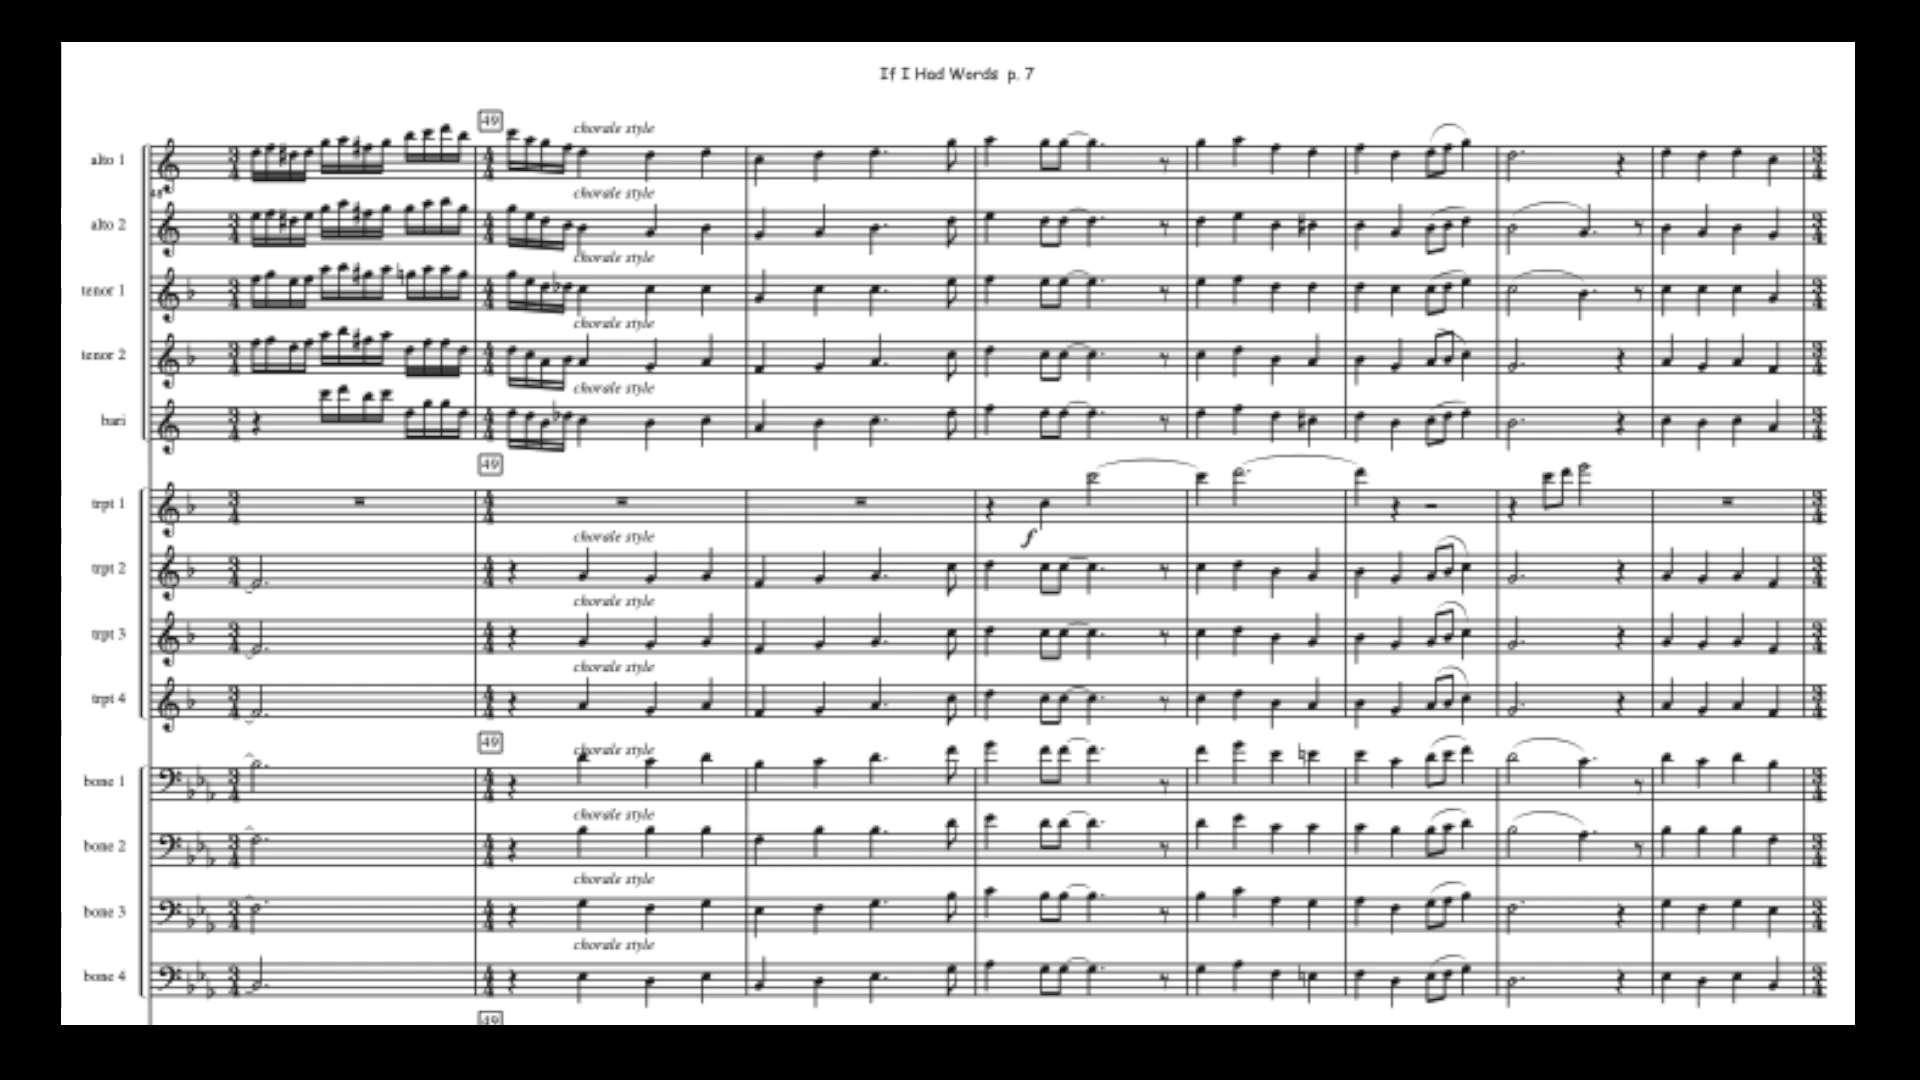 If I Had Words p. 7
49
alto 1
chorale style
48
alto 2
chorale style
tenor 1
chorale style
tenor 2
chorale style
bari
chorale style
49
trpt 1
f
trpt 2
chorale style
trpt 3
chorale style
trpt 4
chorale style
49
bone 1
chorale style
bone 2
chorale style
bone 3
chorale style
bone 4
chorale style
49